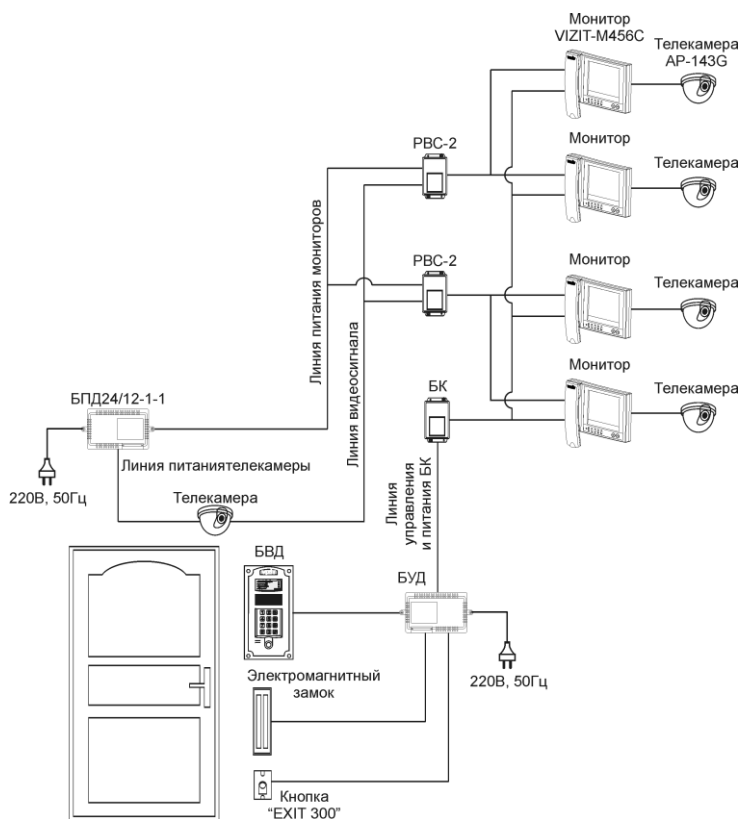 Монитор
VIZIT-M456C
Телекамера
AP-143G
РВС-2
Монитор
Телекамера
Линия питания мониторов
РВС-2
Монитор
Телекамера
Линия видеосигнала
Монитор
БК
Телекамера
БПД24/12-1-1
Линия питаниятелекамеры
220В, 50Гц
Телекамера
Линия
управления
и питания БК
БВД
БУД
Электромагнитный
замок
220В, 50Гц
Кнопка
“EXIT 300”